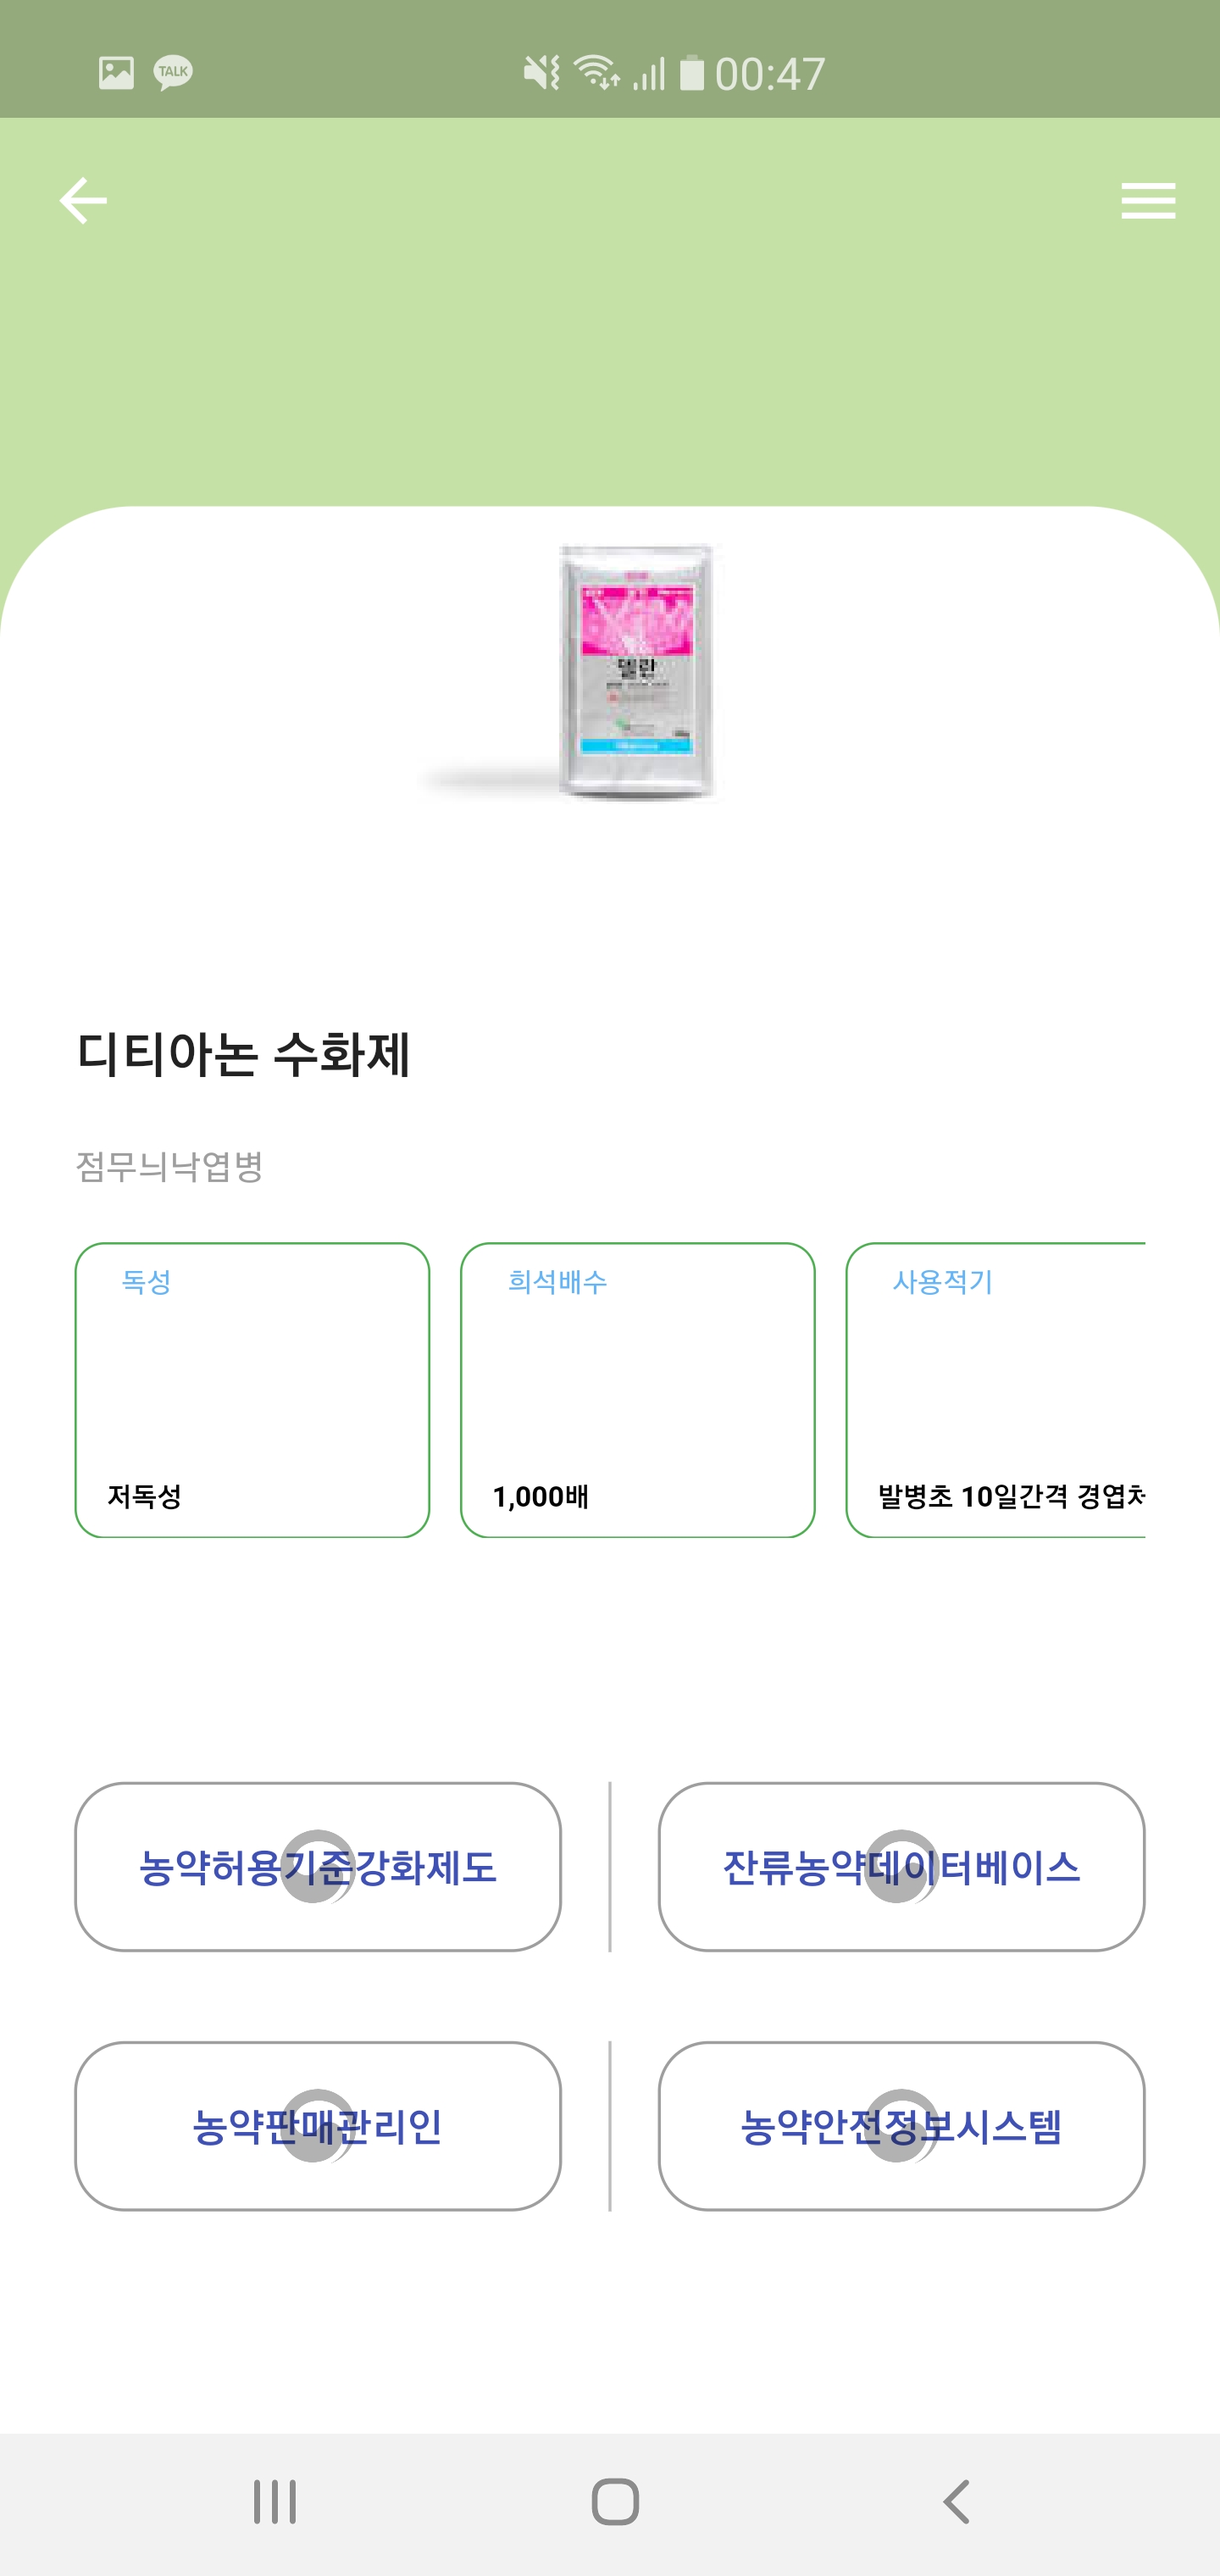 TALK
00:47
델란
디티아논 수화제
점무늬낙엽병
독성
희석배수
사용적기
저독성
1,000배
발병초 10일간격 경엽처
농약허용기준강화제도
잔류농약데이터베이스
농약판매관리인
농약안전정보시스템